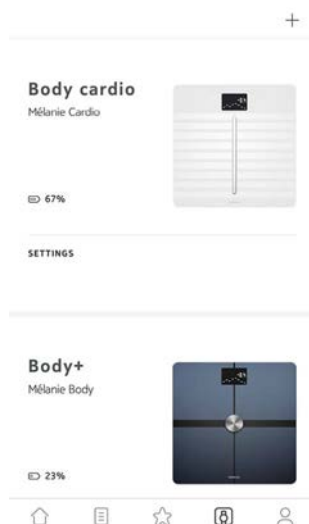 Body cardio
Mélanie Cardio
67%
SETTINGS
Body+
Mélanie Body
23%